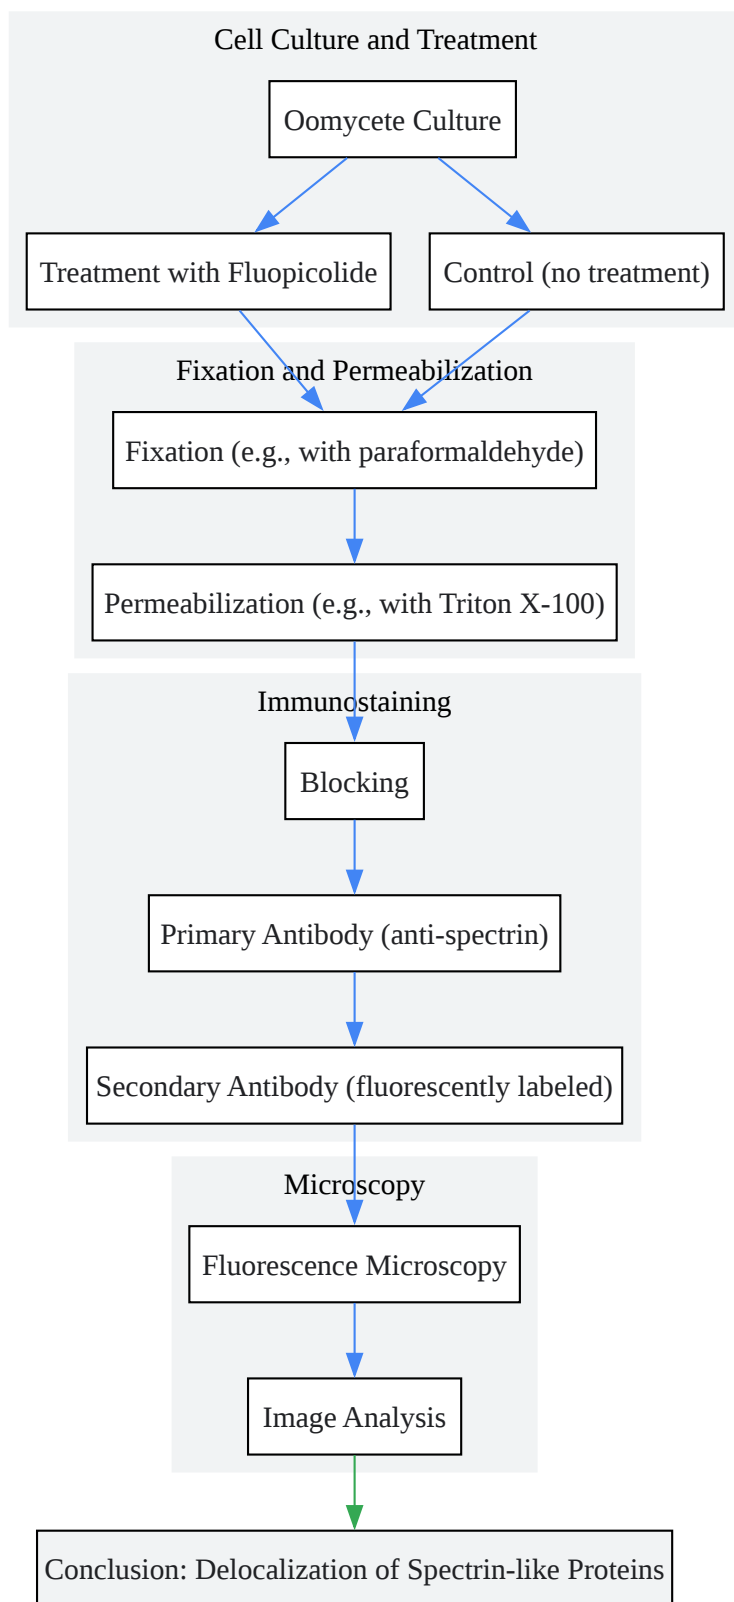 Cell Culture and Treatment
Oomycete Culture
Treatment with Fluopicolide
Control (no treatment)
Fixation and Permeabilization
Fixation (e.g., with paraformaldehyde)
Permeabilization (e.g., with Triton X-100)
Immunostaining
Blocking
Primary Antibody (anti-spectrin)
Secondary Antibody (fluorescently labeled)
Microscopy
Fluorescence Microscopy
Image Analysis
Conclusion: Delocalization of Spectrin-like Proteins